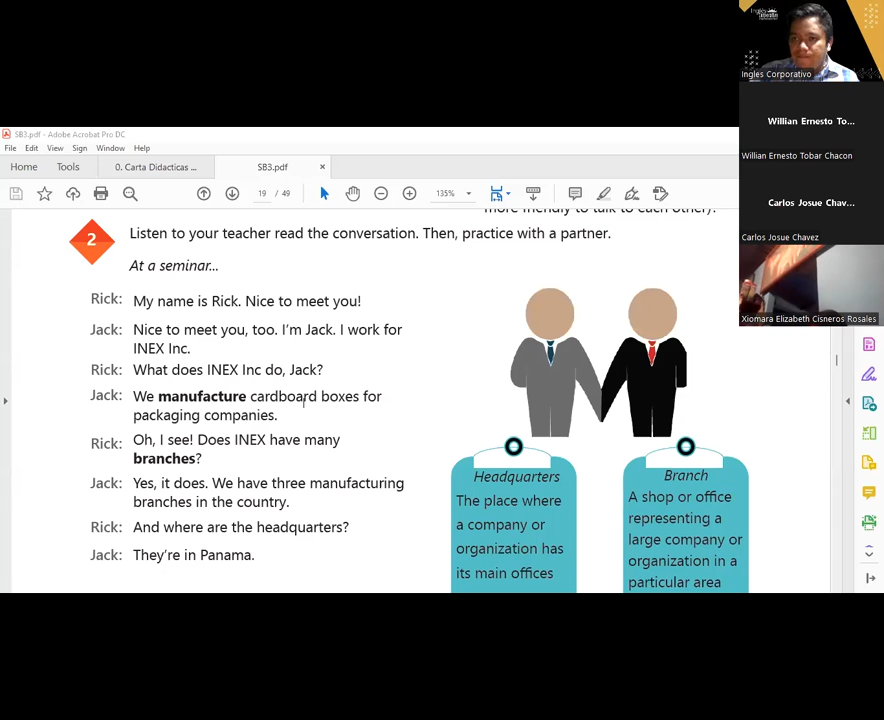 Ingles Corporativo
Willian Ernesto To...
Willian Ernesto Tobar Chacon
Carlos Josue Chav...
Carlos Josue Chavez
Xiomara Elizabeth Cisneros Rosales
SB3.pdf - Adobe Acrobat Pro DC
File Edit View Sign Window Help
Home Tools 0. Carta Didacticas ... SB3.pdf ×
19 / 49 135%
more friendly to talk to each other).
2 Listen to your teacher read the conversation. Then, practice with a partner.
At a seminar...
Rick: My name is Rick. Nice to meet you!
Jack: Nice to meet you, too. I'm Jack. I work for
INEX Inc.
Rick: What does INEX Inc do, Jack?
Jack: We manufacture cardboard boxes for
packaging companies.
Rick: Oh, I see! Does INEX have many
branches?
Jack: Yes, it does. We have three manufacturing
branches in the country.
Rick: And where are the headquarters?
Jack: They're in Panama.
Headquarters
The place where
a company or
organization has
its main offices
Branch
A shop or office
representing a
large company or
organization in a
particular area